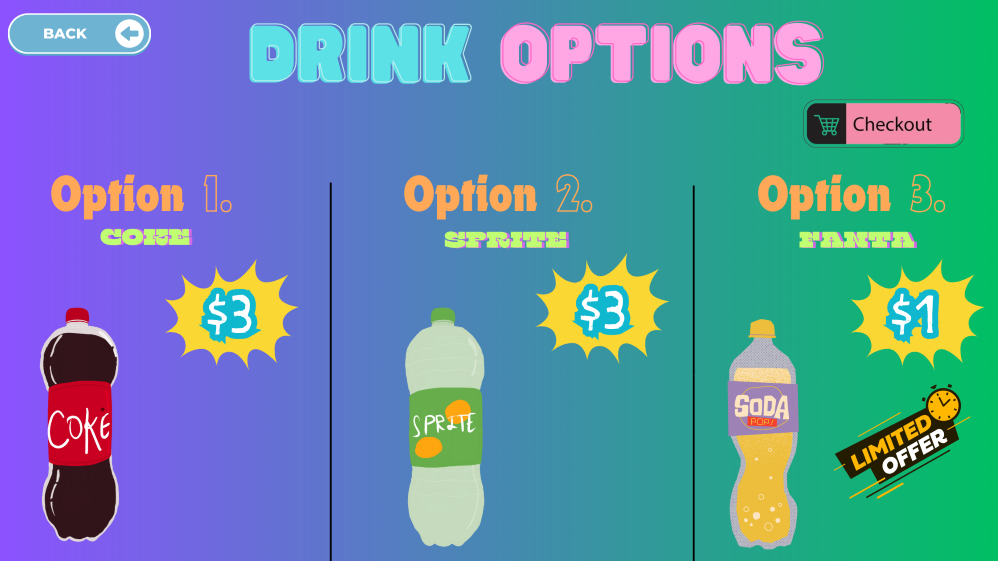 BACK
DRINK OPTIONS
Checkout
Option 1.
COKE
$3
COKE
Option 2.
SPRITE
$3
SPRITE
Option 3.
FANTA
$1
SODA
POP!
LIMITED
OFFER